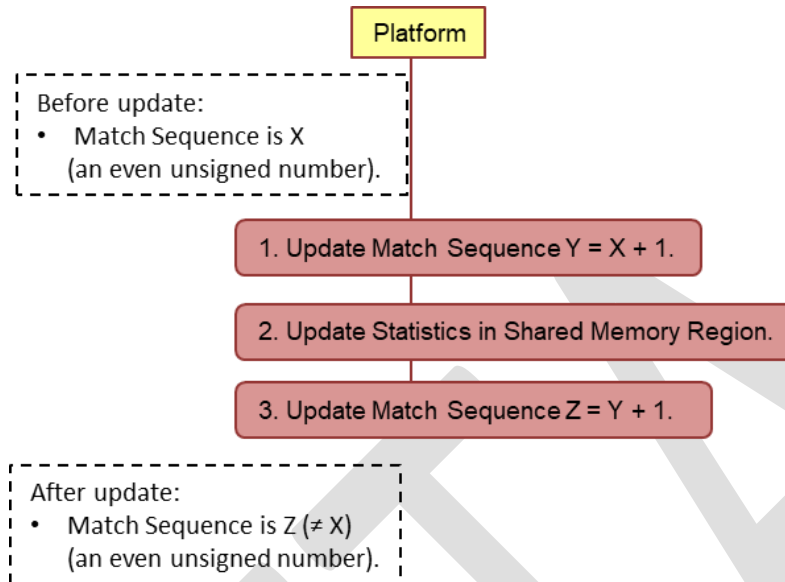 Platform
Before update:
• Match Sequence is X
(an even unsigned number).
1. Update Match Sequence Y = X + 1.
2. Update Statistics in Shared Memory Region.
3. Update Match Sequence Z = Y + 1.
After update:
• Match Sequence is Z (≠ X)
(an even unsigned number).